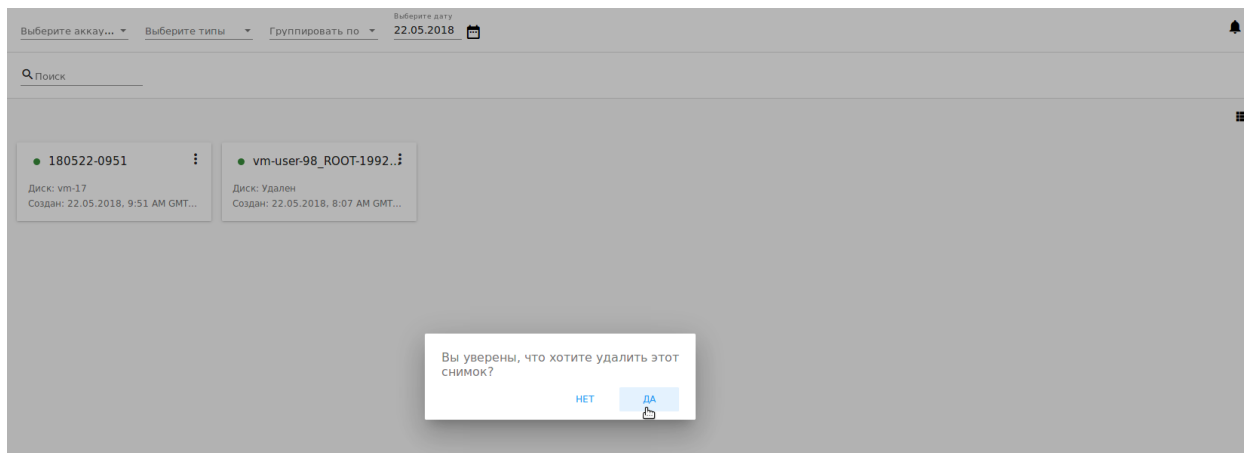 Выберите дату
Выберите аккау... Выберите типы Группировать по 22.05.2018
Поиск
180522-0951
Диск: vm-17
Создан: 22.05.2018, 9:51 AM GMT...
vm-user-98_ROOT-1992...
Диск: Удален
Создан: 22.05.2018, 8:07 AM GMT...
Вы уверены, что хотите удалить этот
снимок?
НЕТ ДА